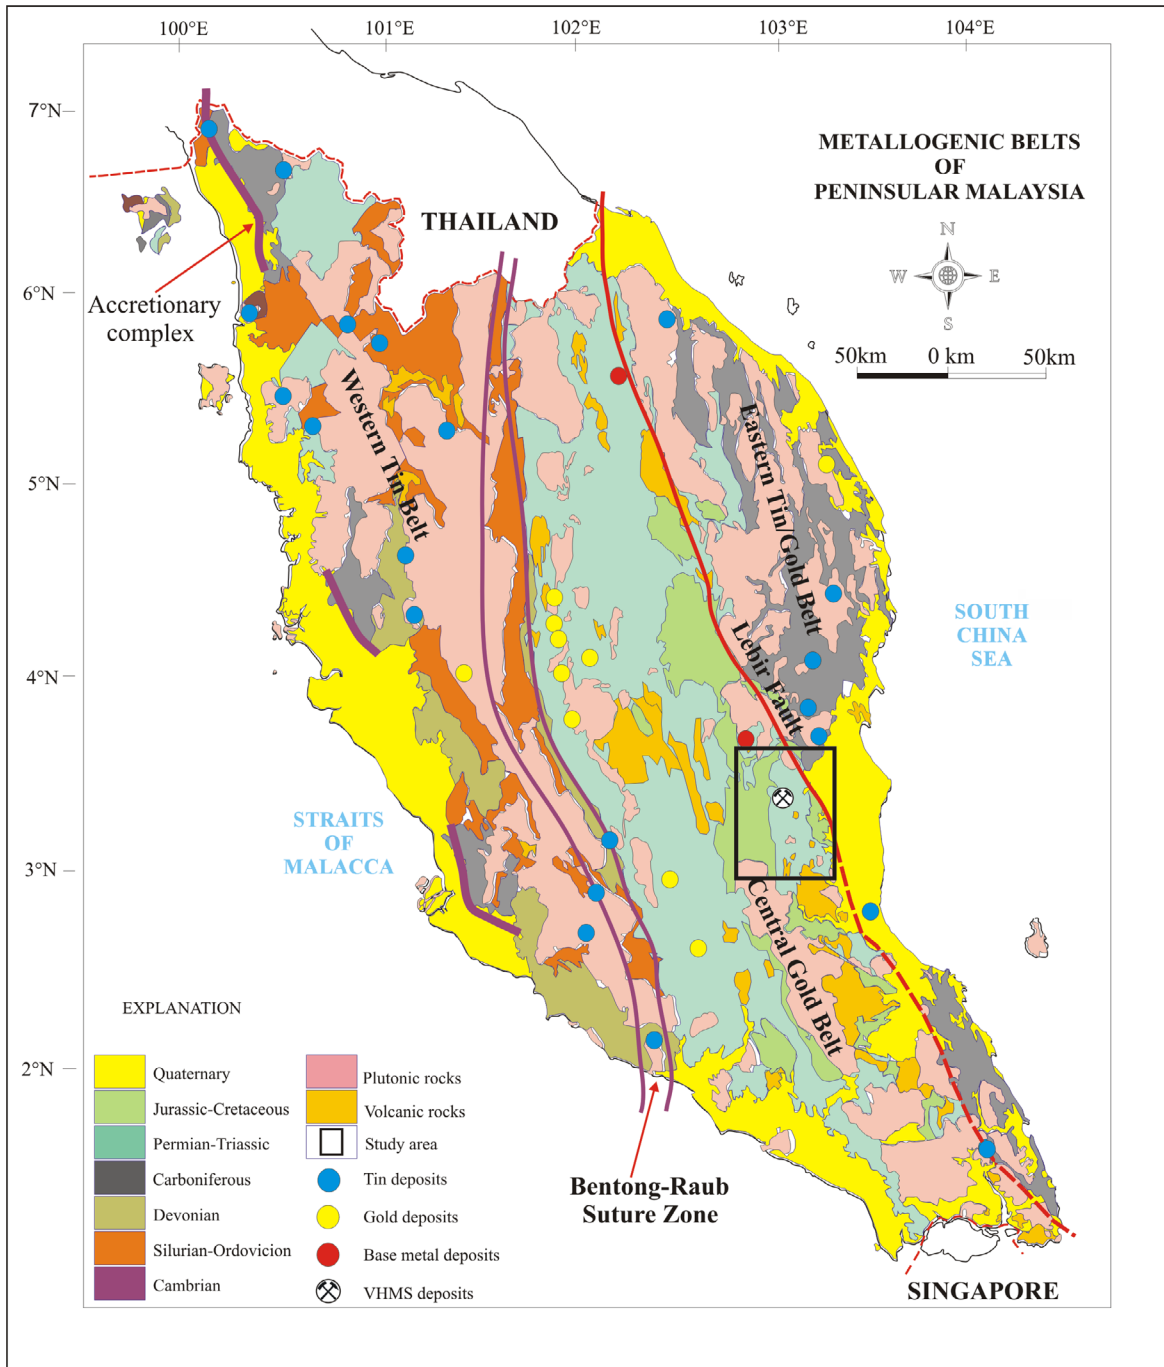 100°E
101°E
102°E
103°E
104°E
7°N
6°N
5°N
4°N
3°N
2°N
METALLOGENIC BELTS
OF
PENINSULAR MALAYSIA
N
W
E
S
50km
0 km
50km
THAILAND
Accretionary
complex
Western Tin Belt
Eastern Tin/Gold Belt
Lebir Fault
Central Gold Belt
SOUTH
CHINA
SEA
STRAITS
OF
MALACCA
Bentong-Raub
Suture Zone
SINGAPORE
EXPLANATION
Quaternary
Jurassic-Cretaceous
Permian-Triassic
Carboniferous
Devonian
Silurian-Ordovicion
Cambrian
Plutonic rocks
Volcanic rocks
Study area
Tin deposits
Gold deposits
Base metal deposits
VHMS deposits